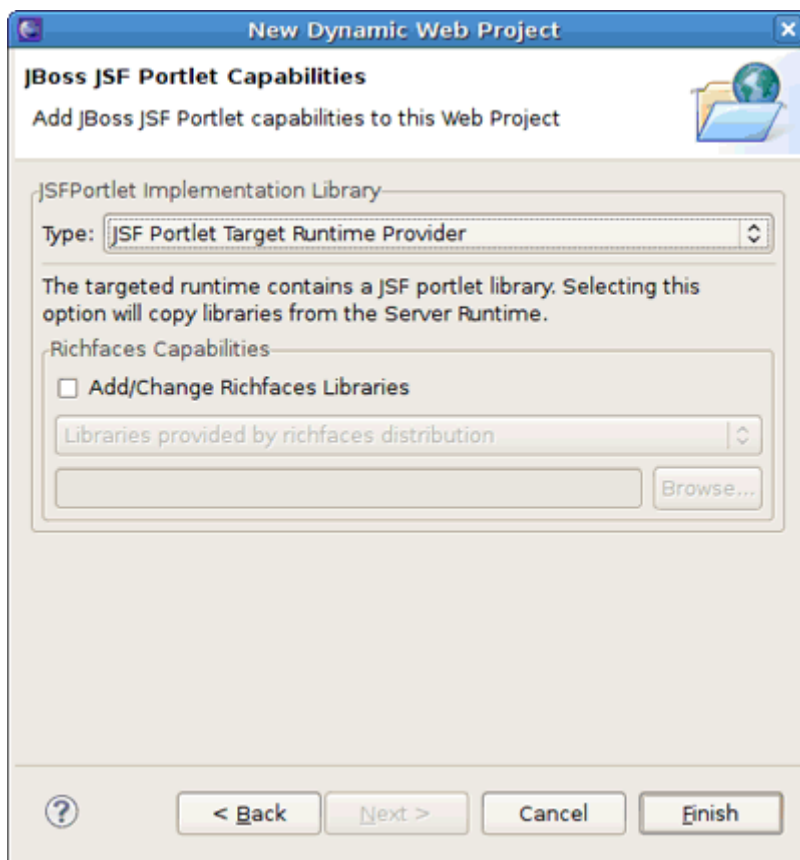 New Dynamic Web Project
JBoss JSF Portlet Capabilities
Add JBoss JSF Portlet capabilities to this Web Project
JSFPortlet Implementation Library
Type: JSF Portlet Target Runtime Provider
The targeted runtime contains a JSF portlet library. Selecting this
option will copy libraries from the Server Runtime.
Richfaces Capabilities
Add/Change Richfaces Libraries
Libraries provided by richfaces distribution
Browse...
? < Back Next > Cancel Finish